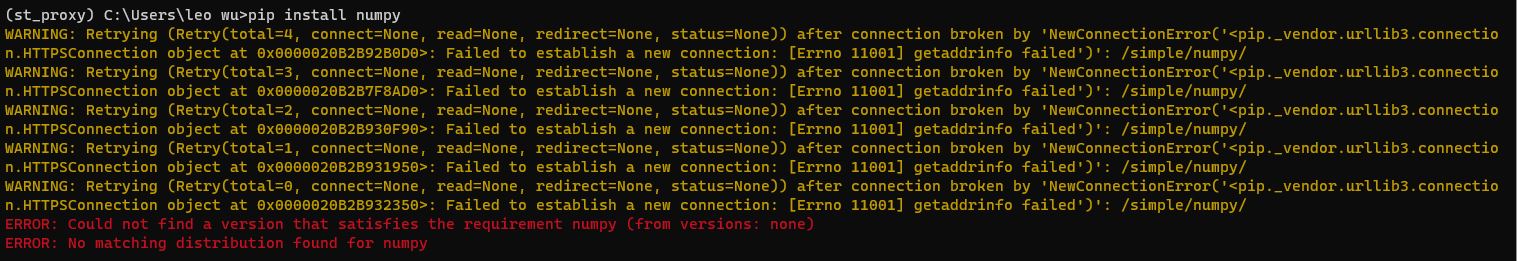 (st_proxy) C:\Users\leo wu>pip install numpy
WARNING: Retrying (Retry(total=4, connect=None, read=None, redirect=None, status=None)) after connection broken by 'NewConnectionError('<pip._vendor.urllib3.connectio
n.HTTPSConnection object at 0x0000020B2B92B0D0>: Failed to establish a new connection: [Errno 11001] getaddrinfo failed')': /simple/numpy/
WARNING: Retrying (Retry(total=3, connect=None, read=None, redirect=None, status=None)) after connection broken by 'NewConnectionError('<pip._vendor.urllib3.connectio
n.HTTPSConnection object at 0x0000020B2B7F8AD0>: Failed to establish a new connection: [Errno 11001] getaddrinfo failed')': /simple/numpy/
WARNING: Retrying (Retry(total=2, connect=None, read=None, redirect=None, status=None)) after connection broken by 'NewConnectionError('<pip._vendor.urllib3.connectio
n.HTTPSConnection object at 0x0000020B2B930F90>: Failed to establish a new connection: [Errno 11001] getaddrinfo failed')': /simple/numpy/
WARNING: Retrying (Retry(total=1, connect=None, read=None, redirect=None, status=None)) after connection broken by 'NewConnectionError('<pip._vendor.urllib3.connectio
n.HTTPSConnection object at 0x0000020B2B931950>: Failed to establish a new connection: [Errno 11001] getaddrinfo failed')': /simple/numpy/
WARNING: Retrying (Retry(total=0, connect=None, read=None, redirect=None, status=None)) after connection broken by 'NewConnectionError('<pip._vendor.urllib3.connectio
n.HTTPSConnection object at 0x0000020B2B932350>: Failed to establish a new connection: [Errno 11001] getaddrinfo failed')': /simple/numpy/
ERROR: Could not find a version that satisfies the requirement numpy (from versions: none)
ERROR: No matching distribution found for numpy